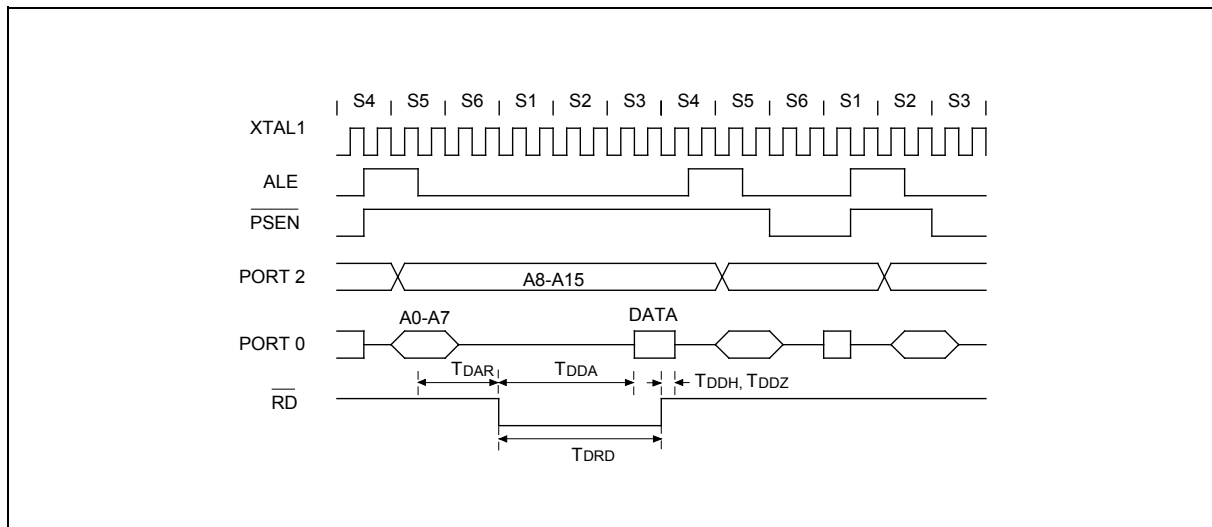 S4 S5 S6 S1 S2 S3 S4 S5 S6 S1 S2 S3
XTAL1
ALE
PSEN
PORT 2
A8-A15
A0-A7
DATA
PORT 0
TDAR
TDDA
TDDH, TDDZ
RD
TDRD